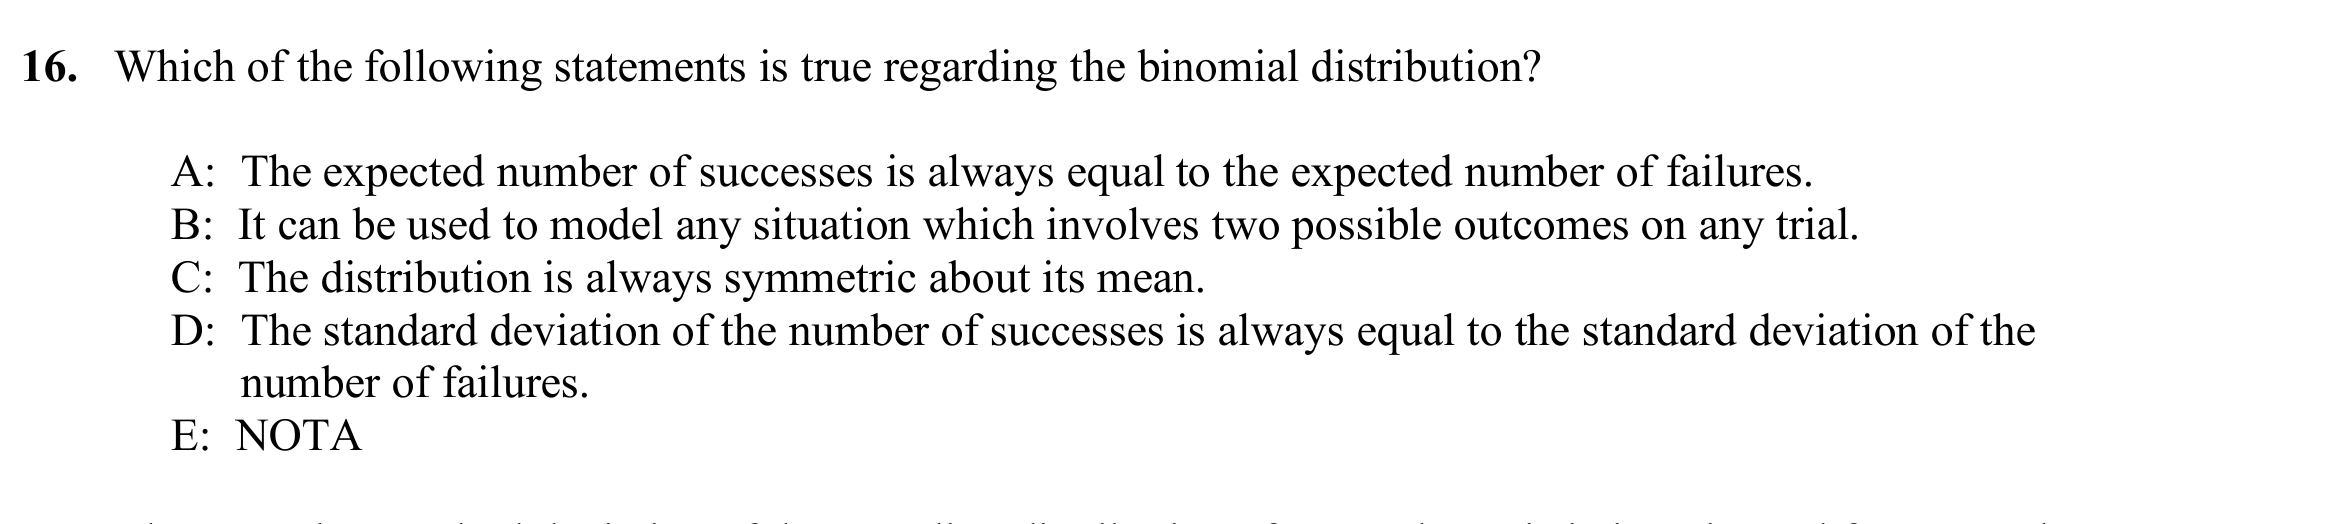 16. Which of the following statements is true regarding the binomial distribution?
A: The expected number of successes is always equal to the expected number of failures.
B: It can be used to model any situation which involves two possible outcomes on any trial.
C: The distribution is always symmetric about its mean.
D: The standard deviation of the number of successes is always equal to the standard deviation of the
number of failures.
E: NOTA